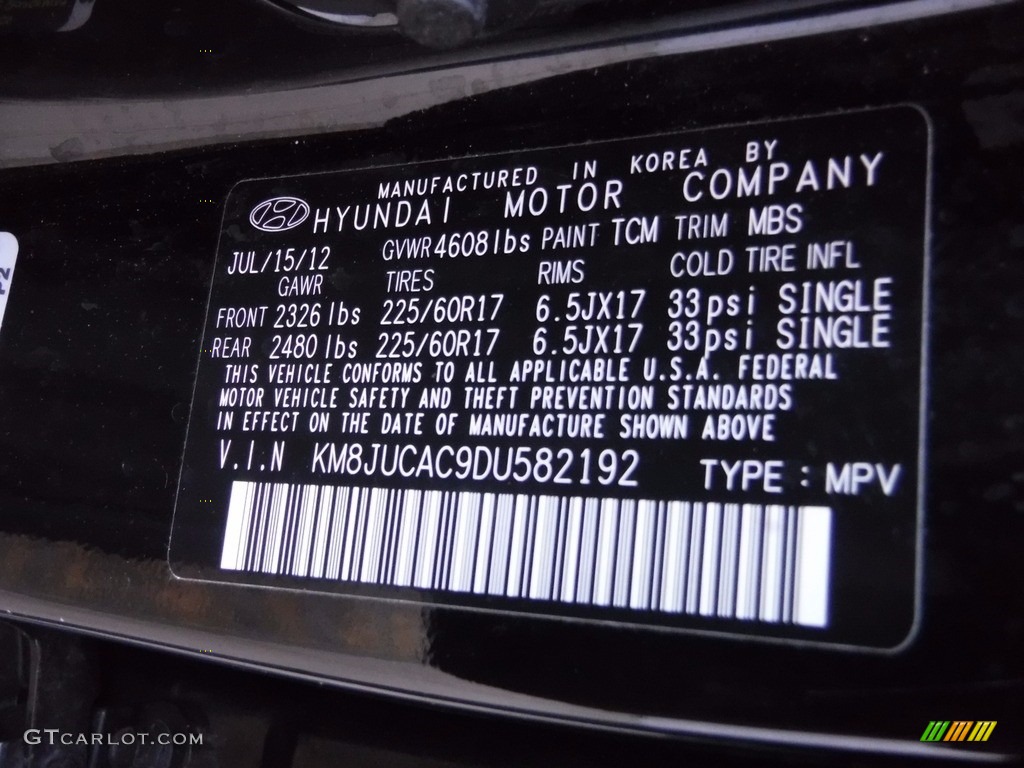 MANUFACTURED IN KOREA BY
HYUNDAI MOTOR COMPANY
JUL/15/12 GVWR 4608lbs PAINT TCM TRIM MBS
GAWR TIRES RIMS COLD TIRE INFL
FRONT 2326 lbs 225/60R17 6.5JX17 33psi SINGLE
REAR 2480 lbs 225/60R17 6.5JX17 33psi SINGLE
THIS VEHICLE CONFORMS TO ALL APPLICABLE U.S.A. FEDERAL
MOTOR VEHICLE SAFETY AND THEFT PREVENTION STANDARDS
IN EFFECT ON THE DATE OF MANUFACTURE SHOWN ABOVE
V.I.N KM8JUCAC9DU582192 TYPE : MPV
GTCARLOT.COM